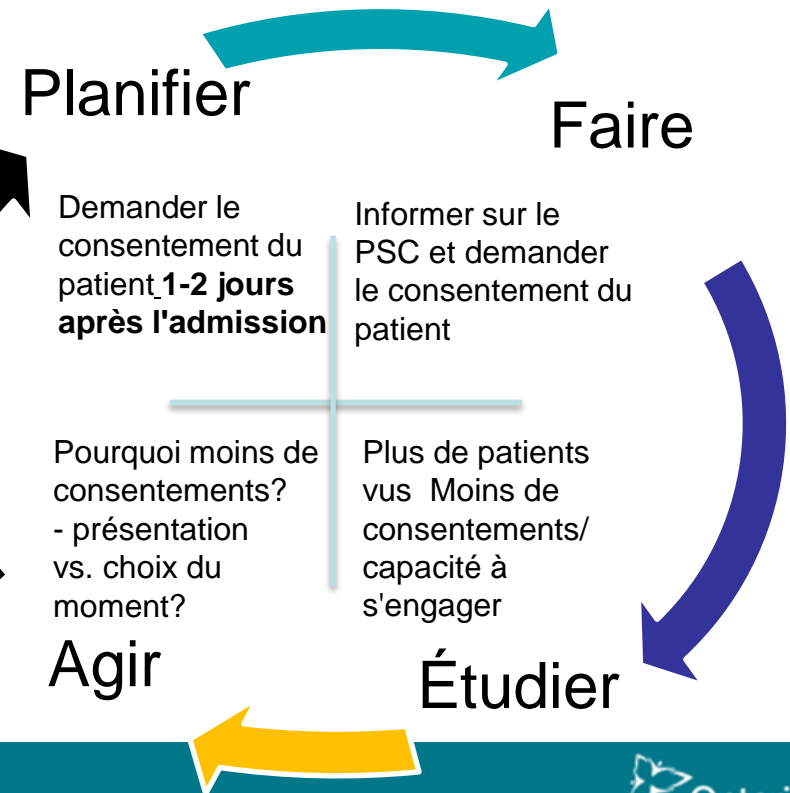 Planifier
Faire
Demander le
consentement du
patient 1-2 jours
après l'admission
Informer sur le
PSC et demander
le consentement du
patient
Pourquoi moins de
consentements?
- présentation
vs. choix du
moment?
Plus de patients
vus  Moins de
consentements/
capacité à
s'engager
Agir
Étudier